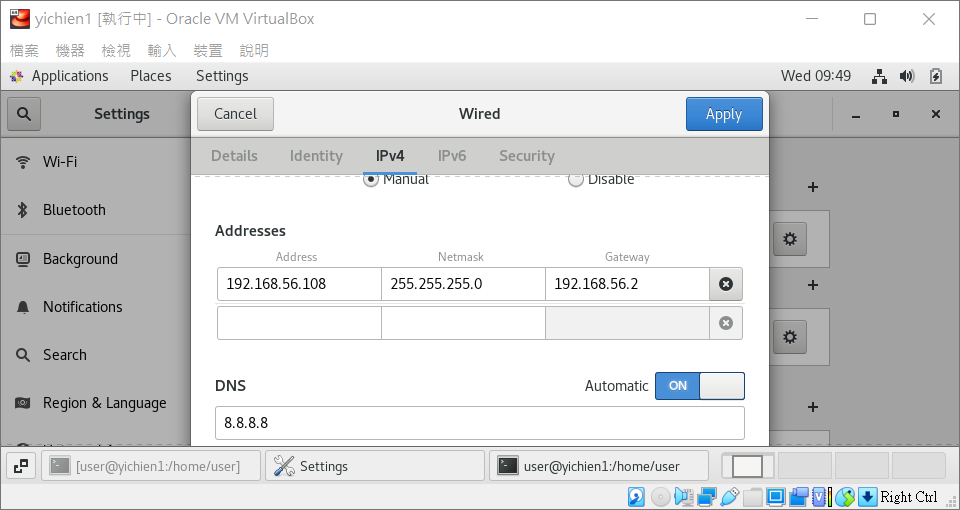 yichien1 [執行中] - Oracle VM VirtualBox
檔案 機器 檢視 輸入 裝置 說明
Applications Places Settings Wed 09:49
Settings
Cancel Wired Apply
Details Identity IPv4 IPv6 Security
Wi-Fi
Bluetooth
Background
Notifications
Search
Region & Language
Manual Disable
Addresses
Address Netmask Gateway
192.168.56.108 255.255.255.0 192.168.56.2
DNS Automatic ON
8.8.8.8
[user@yichien1:/home/user] Settings user@yichien1:/home/user
Right Ctrl